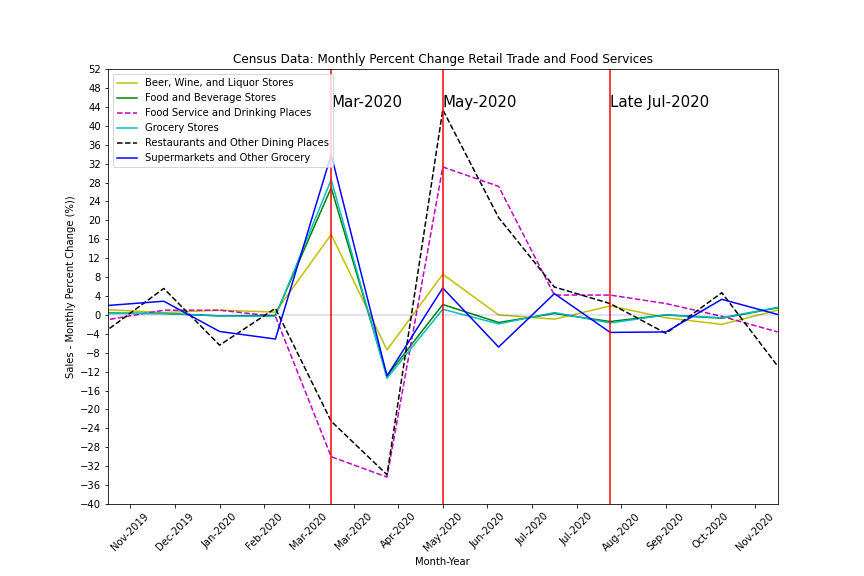 Census Data: Monthly Percent Change Retail Trade and Food Services
52
48
44
40
36
32
28
24
20
16
12
8
4
0
−4
−8
−12
−16
−20
−24
−28
−32
−36
−40
Sales - Monthly Percent Change (%))
Beer, Wine, and Liquor Stores
Food and Beverage Stores
Food Service and Drinking Places
Grocery Stores
Restaurants and Other Dining Places
Supermarkets and Other Grocery
Mar-2020
May-2020
Late Jul-2020
Nov-2019
Dec-2019
Jan-2020
Feb-2020
Mar-2020
Mar-2020
Apr-2020
May-2020
Jun-2020
Jul-2020
Jul-2020
Aug-2020
Sep-2020
Oct-2020
Nov-2020
Month-Year